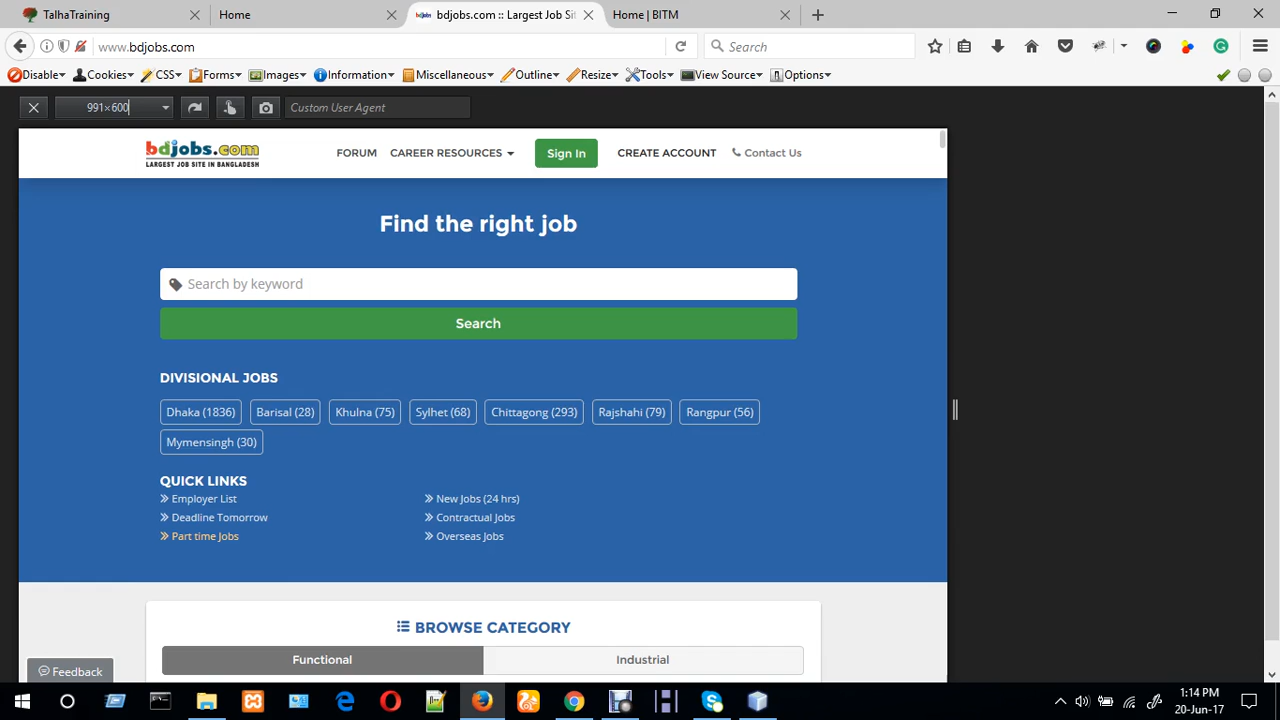 TalhaTraining
Home
bdjobs.com :: Largest Job Sit
Home | BITM
www.bdjobs.com
Search
Disable
Cookies
CSS
Forms
Images
Information
Miscellaneous
Outline
Resize
Tools
View Source
Options
991×600
Custom User Agent
bdjobs.com
LARGEST JOB SITE IN BANGLADESH
FORUM
CAREER RESOURCES
Sign In
CREATE ACCOUNT
Contact Us
Find the right job
Search by keyword
Search
DIVISIONAL JOBS
Dhaka (1836)
Barisal (28)
Khulna (75)
Sylhet (68)
Chittagong (293)
Rajshahi (79)
Rangpur (56)
Mymensingh (30)
QUICK LINKS
Employer List
New Jobs (24 hrs)
Deadline Tomorrow
Contractual Jobs
Part time Jobs
Overseas Jobs
BROWSE CATEGORY
Functional
Industrial
Feedback
1:14 PM
20-Jun-17